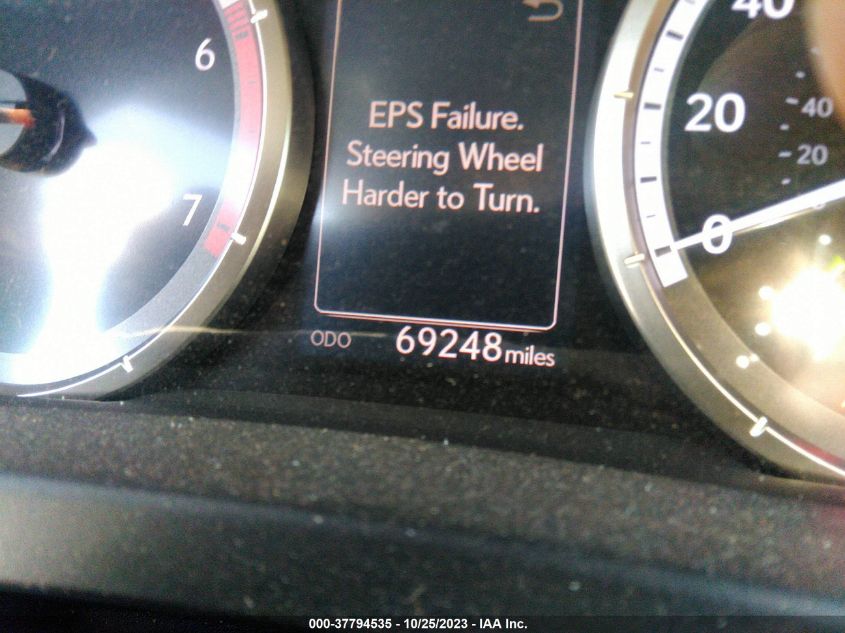 6
7
EPS Failure.
Steering Wheel
Harder to Turn.
ODO 69248 miles
40
20
0
40
20
000-37794535 - 10/25/2023 - IAA Inc.